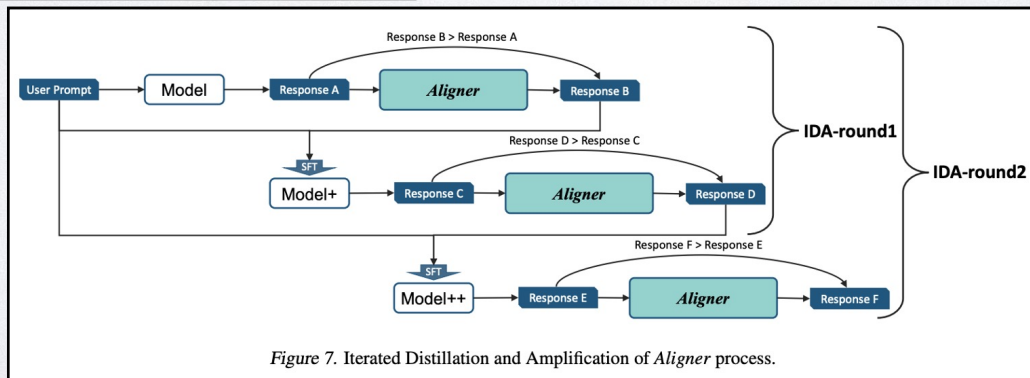 Response B > Response A
User Prompt
Model
Response A
Aligner
Response B
IDA-round1
Response D > Response C
SFT
Model+
Response C
Aligner
Response D
IDA-round2
Response F > Response E
SFT
Model++
Response E
Aligner
Response F
Figure 7. Iterated Distillation and Amplification of Aligner process.